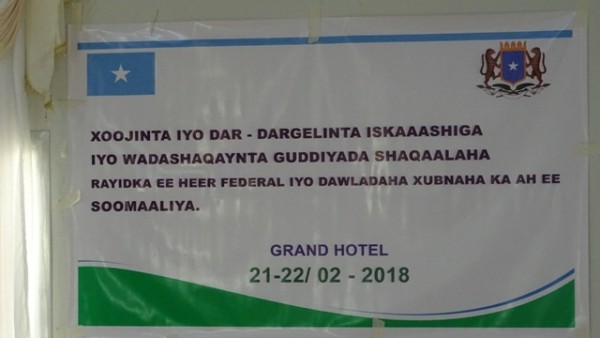 XOOJINTA IYO DAR - DARGELINTA ISKAAASHIGA
IYO WADASHAQAYNTA GUDDIYADA SHAQAALAHA
RAYIDKA EE HEER FEDERAL IYO DAWLADAHA XUBNAHA KA AH EE
SOOMAALIYA.
GRAND HOTEL
21-22/ 02 - 2018